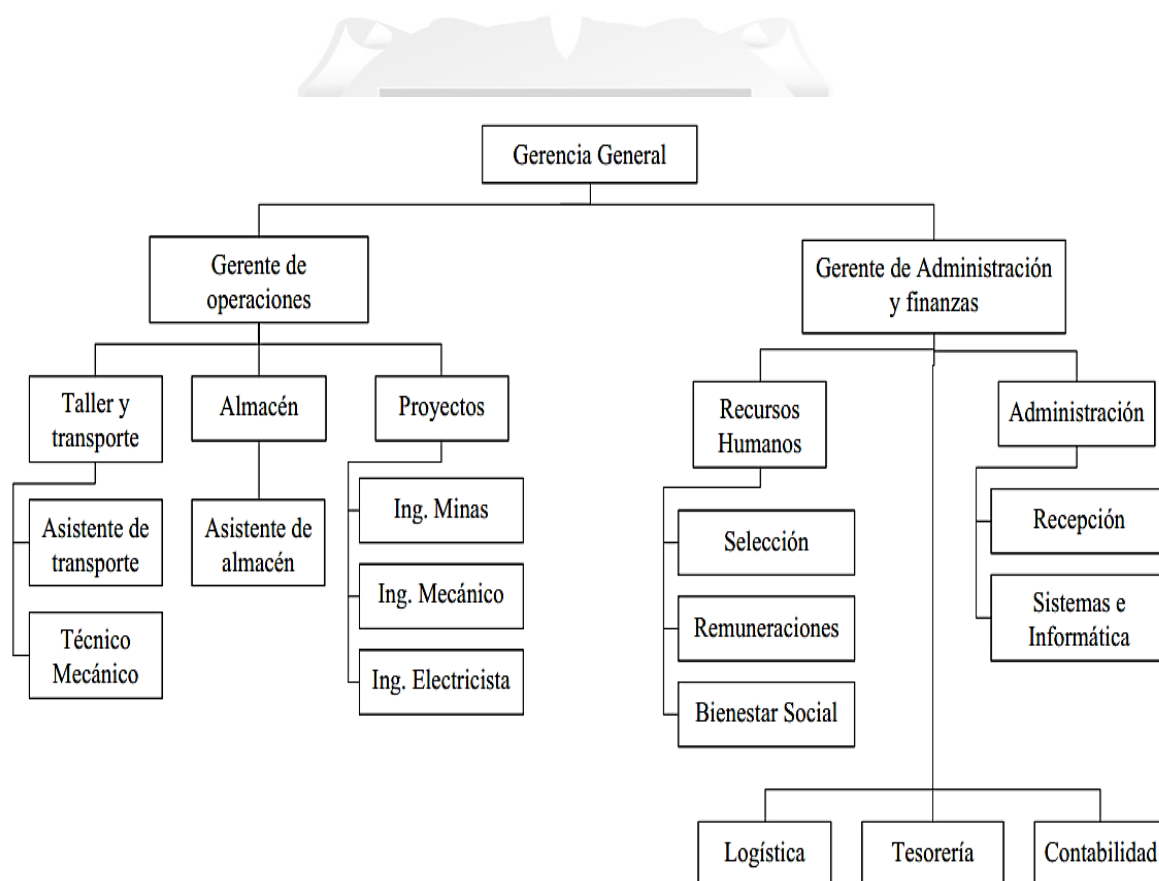 Gerencia General
Gerente de
operaciones
Gerente de Administración
y finanzas
Taller y
transporte
Almacén
Proyectos
Recursos
Humanos
Administración
Asistente de
transporte
Asistente de
almacén
Ing. Minas
Selección
Recepción
Técnico
Mecánico
Ing. Mecánico
Remuneraciones
Sistemas e
Informática
Ing. Electricista
Bienestar Social
Logística
Tesorería
Contabilidad